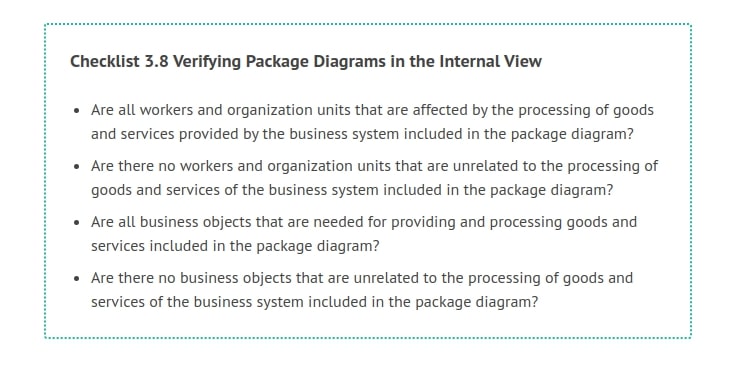 Checklist 3.8 Verifying Package Diagrams in the Internal View
• Are all workers and organization units that are affected by the processing of goods
and services provided by the business system included in the package diagram?
• Are there no workers and organization units that are unrelated to the processing of
goods and services of the business system included in the package diagram?
• Are all business objects that are needed for providing and processing goods and
services included in the package diagram?
• Are there no business objects that are unrelated to the processing of goods and
services of the business system included in the package diagram?